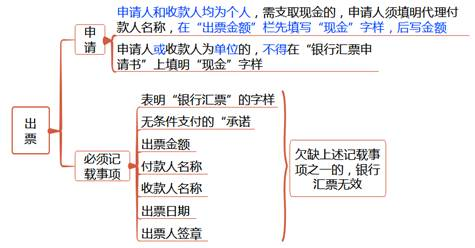 申请人和收款人均为个人，需支取现金的，申请人须填明代理付
款人名称，在“出票金额”栏先填写“现金”字样，后写金额
申请
申请人或收款人为单位的，不得在“银行汇票申
请书”上填明“现金”字样
出票
表明“银行汇票”的字样
无条件支付的“承诺
出票金额
必须记
载事项
付款人名称
收款人名称
出票日期
出票人签章
欠缺上述记载事
项之一的，银行
汇票无效